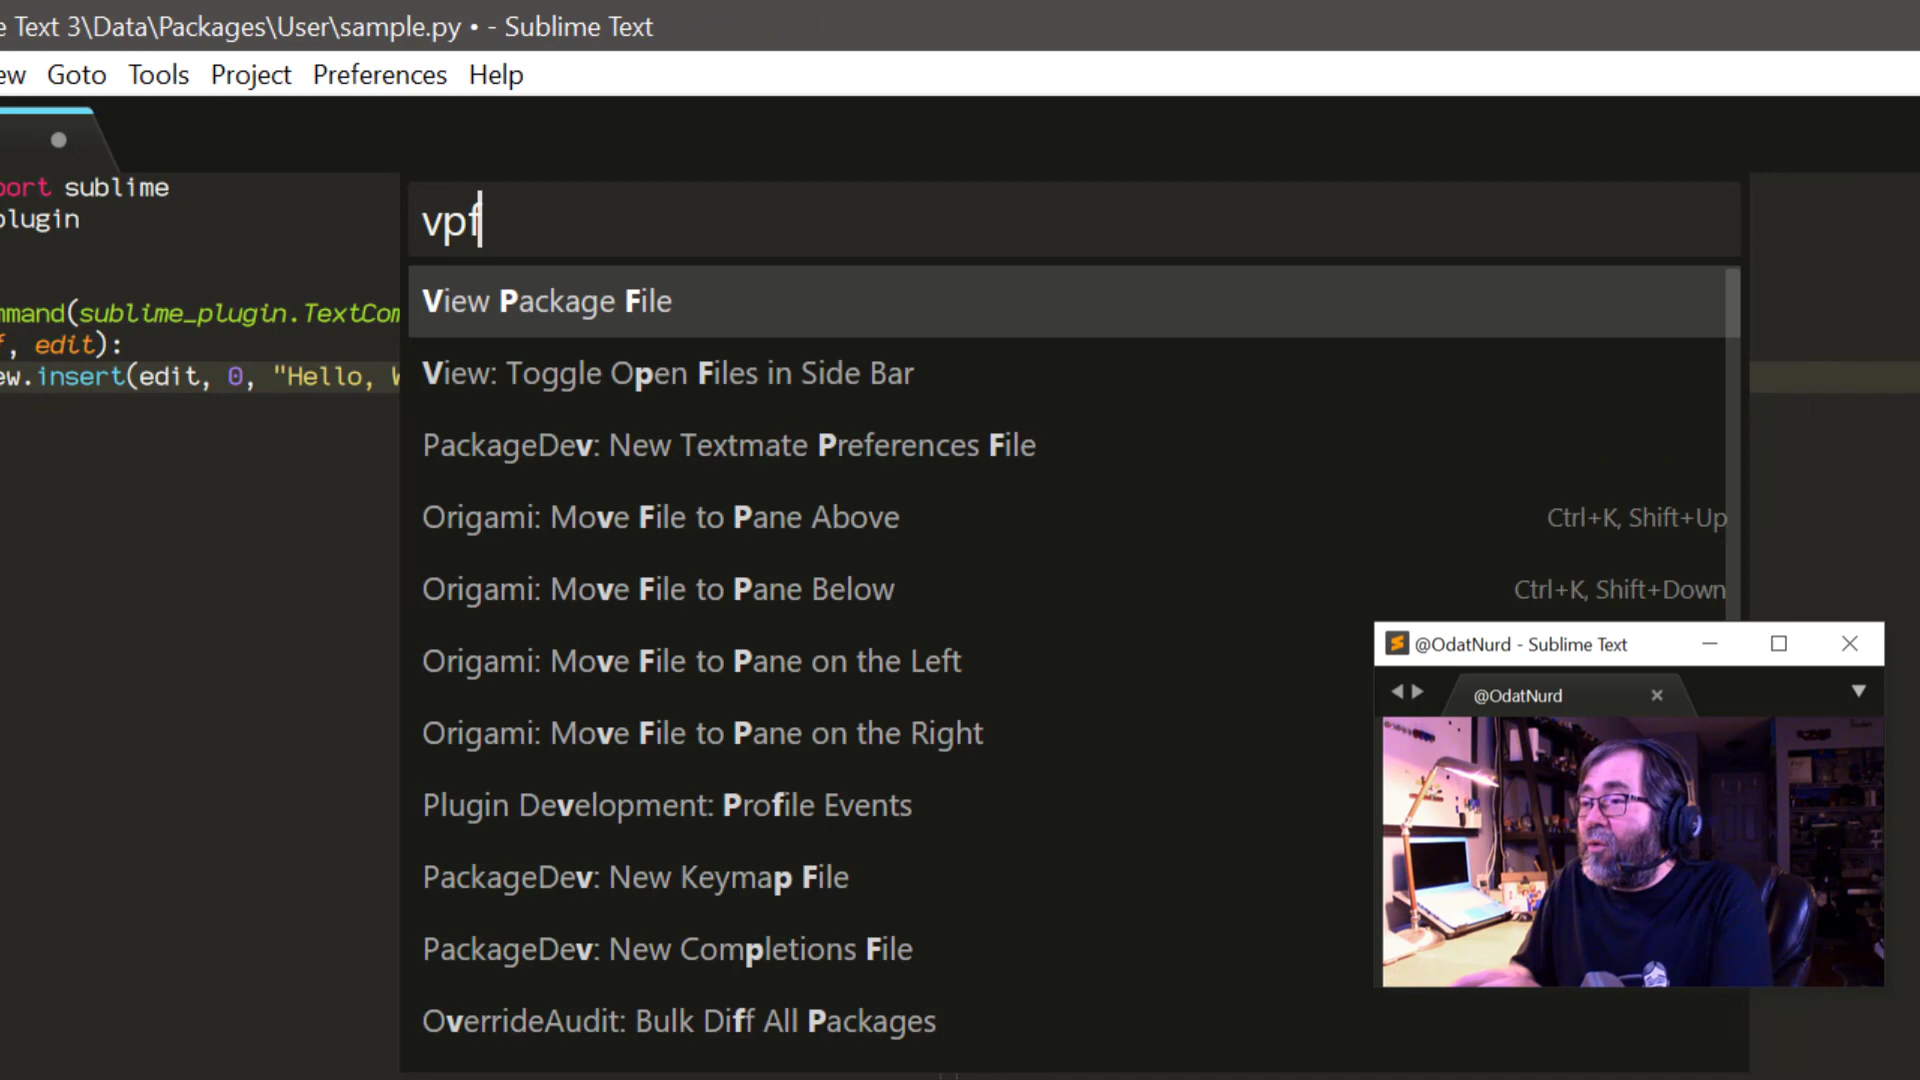 e Text 3\Data\Packages\User\sample.py • - Sublime Text
ew Goto Tools Project Preferences Help
port sublime
plugin
mmand(sublime_plugin.TextCom
f, edit):
ew.insert(edit, 0, "Hello, W
vpf
View Package File
View: Toggle Open Files in Side Bar
PackageDev: New Textmate Preferences File
Origami: Move File to Pane Above Ctrl+K, Shift+Up
Origami: Move File to Pane Below Ctrl+K, Shift+Down
Origami: Move File to Pane on the Left
Origami: Move File to Pane on the Right
Plugin Development: Profile Events
PackageDev: New Keymap File
PackageDev: New Completions File
OverrideAudit: Bulk Diff All Packages
@OdatNurd - Sublime Text
@OdatNurd